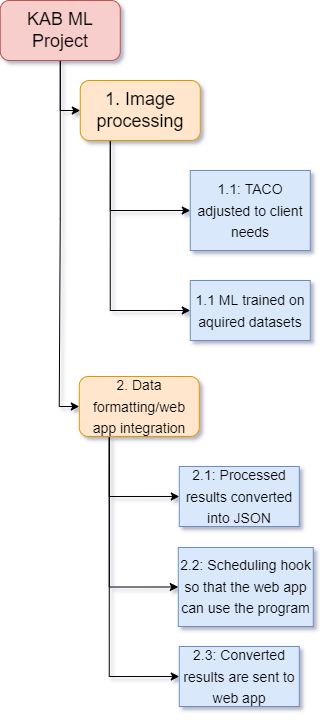 KAB ML
Project
1. Image
processing
1.1: TACO
adjusted to client
needs
1.1 ML trained on
aquired datasets
2. Data
formatting/web
app integration
2.1: Processed
results converted
into JSON
2.2: Scheduling hook
so that the web app
can use the program
2.3: Converted
results are sent to
web app